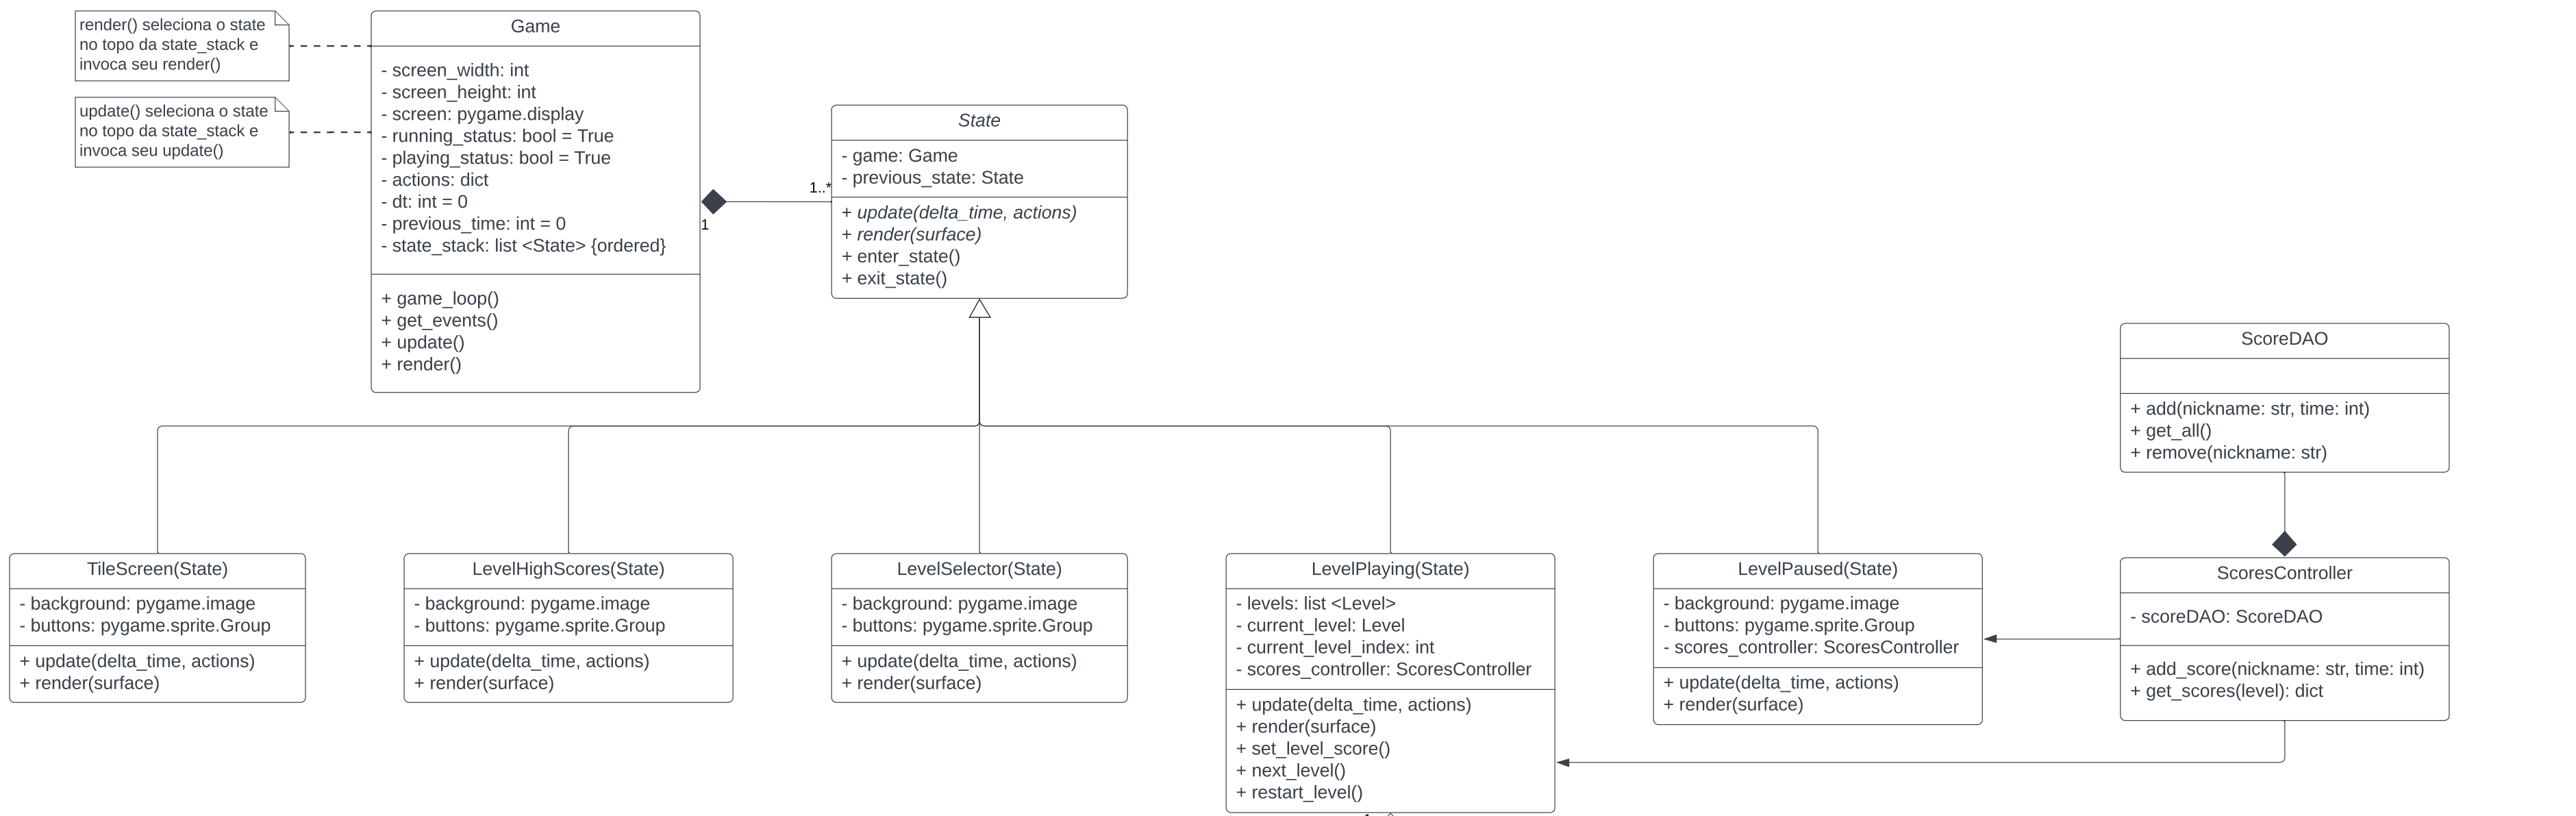 render() seleciona o state
no topo da state_stack e
invoca seu render()
update() seleciona o state
no topo da state_stack e
invoca seu update()
Game
- screen_width: int
- screen_height: int
- screen: pygame.display
- running_status: bool = True
- playing_status: bool = True
- actions: dict
- dt: int = 0
- previous_time: int = 0
- state_stack: list <State> {ordered}
+ game_loop()
+ get_events()
+ update()
+ render()
1
1..*
State
- game: Game
- previous_state: State
+ update(delta_time, actions)
+ render(surface)
+ enter_state()
+ exit_state()
ScoreDAO
+ add(nickname: str, time: int)
+ get_all()
+ remove(nickname: str)
TileScreen(State)
- background: pygame.image
- buttons: pygame.sprite.Group
+ update(delta_time, actions)
+ render(surface)
LevelHighScores(State)
- background: pygame.image
- buttons: pygame.sprite.Group
+ update(delta_time, actions)
+ render(surface)
LevelSelector(State)
- background: pygame.image
- buttons: pygame.sprite.Group
+ update(delta_time, actions)
+ render(surface)
LevelPlaying(State)
- levels: list <Level>
- current_level: Level
- current_level_index: int
- scores_controller: ScoresController
+ update(delta_time, actions)
+ render(surface)
+ set_level_score()
+ next_level()
+ restart_level()
LevelPaused(State)
- background: pygame.image
- buttons: pygame.sprite.Group
- scores_controller: ScoresController
+ update(delta_time, actions)
+ render(surface)
ScoresController
- scoreDAO: ScoreDAO
+ add_score(nickname: str, time: int)
+ get_scores(level): dict